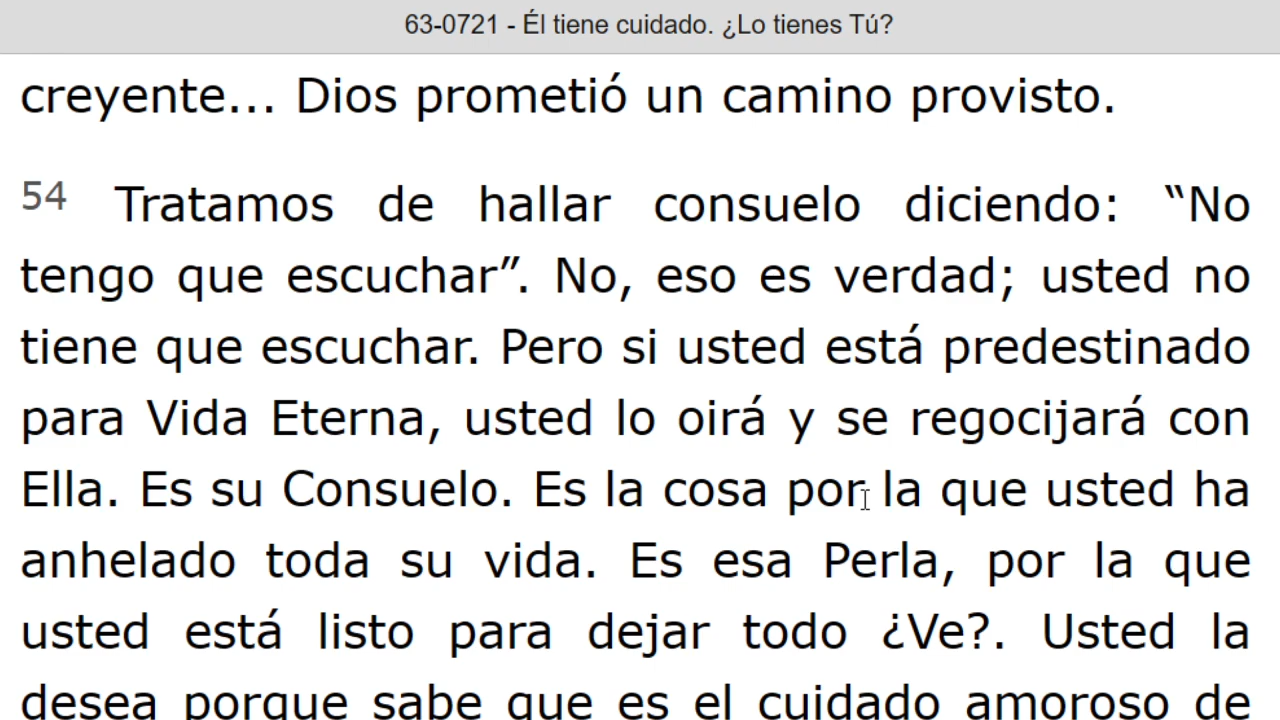 63-0721 - Él tiene cuidado. ¿Lo tienes Tú?
creyente... Dios prometió un camino provisto.
54 Tratamos de hallar consuelo diciendo: “No
tengo que escuchar”. No, eso es verdad; usted no
tiene que escuchar. Pero si usted está predestinado
para Vida Eterna, usted lo oirá y se regocijará con
Ella. Es su Consuelo. Es la cosa por la que usted ha
anhelado toda su vida. Es esa Perla, por la que
usted está listo para dejar todo ¿Ve?. Usted la
desea porque sabe que es el cuidado amoroso de